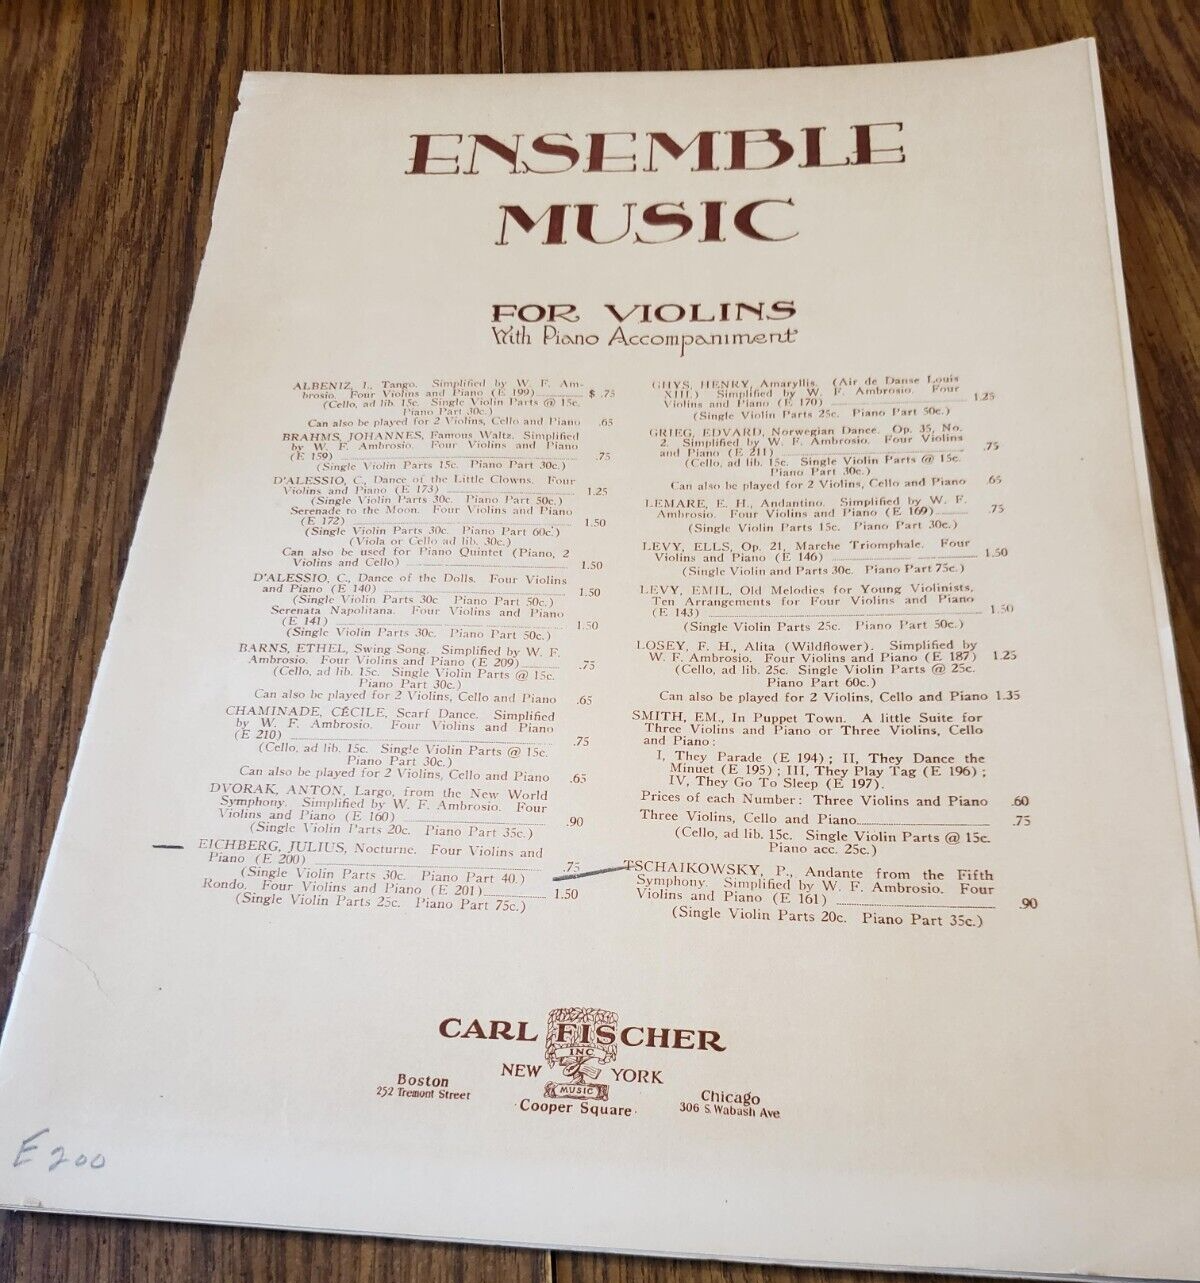 ENSEMBLE
MUSIC
FOR VIOLINS
With Piano Accompaniment
ALBENIZ, I., Tango. Simplified by W. F. Am-
brosio. Four Violins and Piano (E 199) $ .75
(Cello, ad lib. 15c. Single Violin Parts @ 15c.
Piano Part 30c.)
Can also be played for 2 Violins, Cello and Piano .65
BRAHMS, JOHANNES, Famous Waltz. Simplified
by W. F. Ambrosio. Four Violins and Piano
(E 159) .75
(Single Violin Parts 15c. Piano Part 30c.)
D'ALESSIO, C., Dance of the Little Clowns. Four
Violins and Piano (E 173) 1.25
(Single Violin Parts 30c. Piano Part 50c.)
Serenade to the Moon. Four Violins and Piano
(E 172) 1.50
(Single Violin Parts 30c. Piano Part 60c.)
(Viola or Cello ad lib. 30c.)
Can also be used for Piano Quintet (Piano, 2
Violins and Cello) 1.50
D'ALESSIO, C., Dance of the Dolls. Four Violins
and Piano (E 140) 1.50
(Single Violin Parts 30c. Piano Part 50c.)
Serenata Napolitana. Four Violins and Piano
(E 141) 1.50
(Single Violin Parts 30c. Piano Part 50c.)
BARNS, ETHEL, Swing Song. Simplified by W. F.
Ambrosio. Four Violins and Piano (E 209) .75
(Cello, ad lib. 15c. Single Violin Parts @ 15c.
Piano Part 30c.)
Can also be played for 2 Violins, Cello and Piano .65
CHAMINADE, CÉCILE, Scarf Dance. Simplified
by W. F. Ambrosio. Four Violins and Piano
(E 210) .75
(Cello, ad lib. 15c. Single Violin Parts @ 15c.
Piano Part 30c.)
Can also be played for 2 Violins, Cello and Piano .65
DVORAK, ANTON, Largo, from the New World
Symphony. Simplified by W. F. Ambrosio. Four
Violins and Piano (E 160) .90
(Single Violin Parts 20c. Piano Part 35c.)
EICHBERG, JULIUS, Nocturne. Four Violins and
Piano (E 200) .75
(Single Violin Parts 30c. Piano Part 40.)
Rondo. Four Violins and Piano (E 201) 1.50
(Single Violin Parts 25c. Piano Part 75c.)
GHYS, HENRY, Amaryllis. (Air de Danse Louis
XIII.) Simplified by W. F. Ambrosio. Four
Violins and Piano (E 170) 1.25
(Single Violin Parts 25c. Piano Part 50c.)
GRIEG, EDVARD, Norwegian Dance. Op. 35, No.
2. Simplified by W. F. Ambrosio. Four Violins
and Piano (E 211) .75
(Cello, ad lib. 15c. Single Violin Parts @ 15c.
Piano Part 30c.)
Can also be played for 2 Violins, Cello and Piano .65
LEMARE, E. H., Andantino. Simplified by W. F.
Ambrosio. Four Violins and Piano (E 169) .75
(Single Violin Parts 15c. Piano Part 30c.)
LEVY, ELLS, Op. 21, Marche Triomphale. Four
Violins and Piano (E 146) 1.50
(Single Violin and Parts 30c. Piano Part 75c.)
LEVY, EMIL, Old Melodies for Young Violinists,
Ten Arrangements for Four Violins and Piano
(E 143) 1.50
(Single Violin Parts 25c. Piano Part 50c.)
LOSEY, F. H., Alita (Wildflower). Simplified by
W. F. Ambrosio. Four Violins and Piano (E 187) 1.25
(Cello, ad lib. 25c. Single Violin Parts @ 25c.
Piano Part 60c.)
Can also be played for 2 Violins, Cello and Piano 1.35
SMITH, EM., In Puppet Town. A little Suite for
Three Violins and Piano or Three Violins, Cello
and Piano:
I, They Parade (E 194); II, They Dance the
Minuet (E 195); III, They Play Tag (E 196);
IV, They Go To Sleep (E 197).
Prices of each Number: Three Violins and Piano .60
Three Violins, Cello and Piano .75
(Cello, ad lib. 15c. Single Violin Parts @ 15c.
Piano acc. 25c.)
TSCHAIKOWSKY, P., Andante from the Fifth
Symphony. Simplified by W. F. Ambrosio. Four
Violins and Piano (E 161) .90
(Single Violin Parts 20c. Piano Part 35c.)
CARL FISCHER
INC
NEW YORK
MUSIC
Cooper Square
Boston
252 Tremont Street
Chicago
306 S. Wabash Ave.
E 200